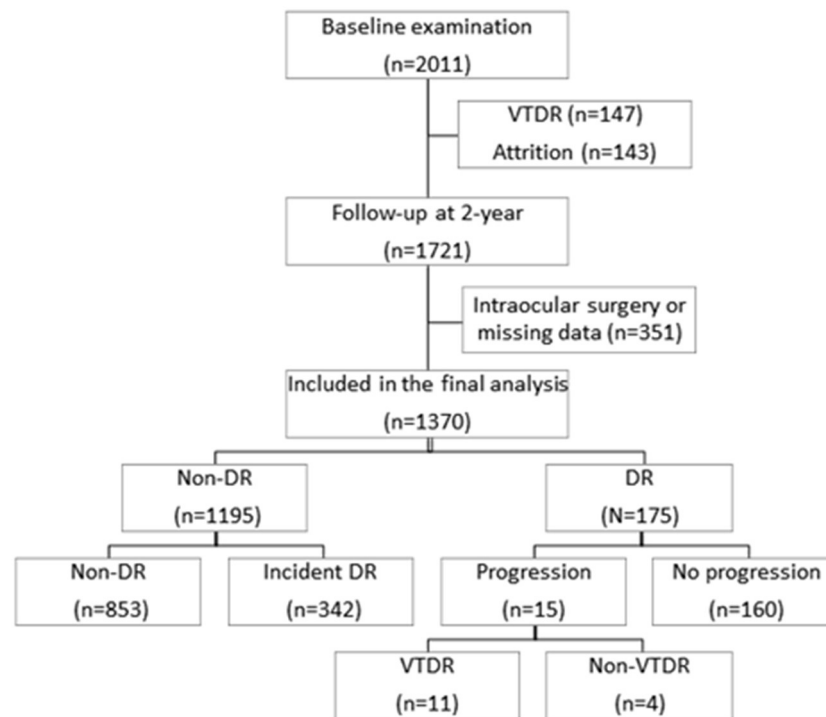 Baseline examination
(n=2011)
VTDR (n=147)
Attrition (n=143)
Follow-up at 2-year
(n=1721)
Intraocular surgery or
missing data (n=351)
Included in the final analysis
(n=1370)
Non-DR
(n=1195)
DR
(N=175)
Non-DR
(n=853)
Incident DR
(n=342)
Progression
(n=15)
No progression
(n=160)
VTDR
(n=11)
Non-VTDR
(n=4)